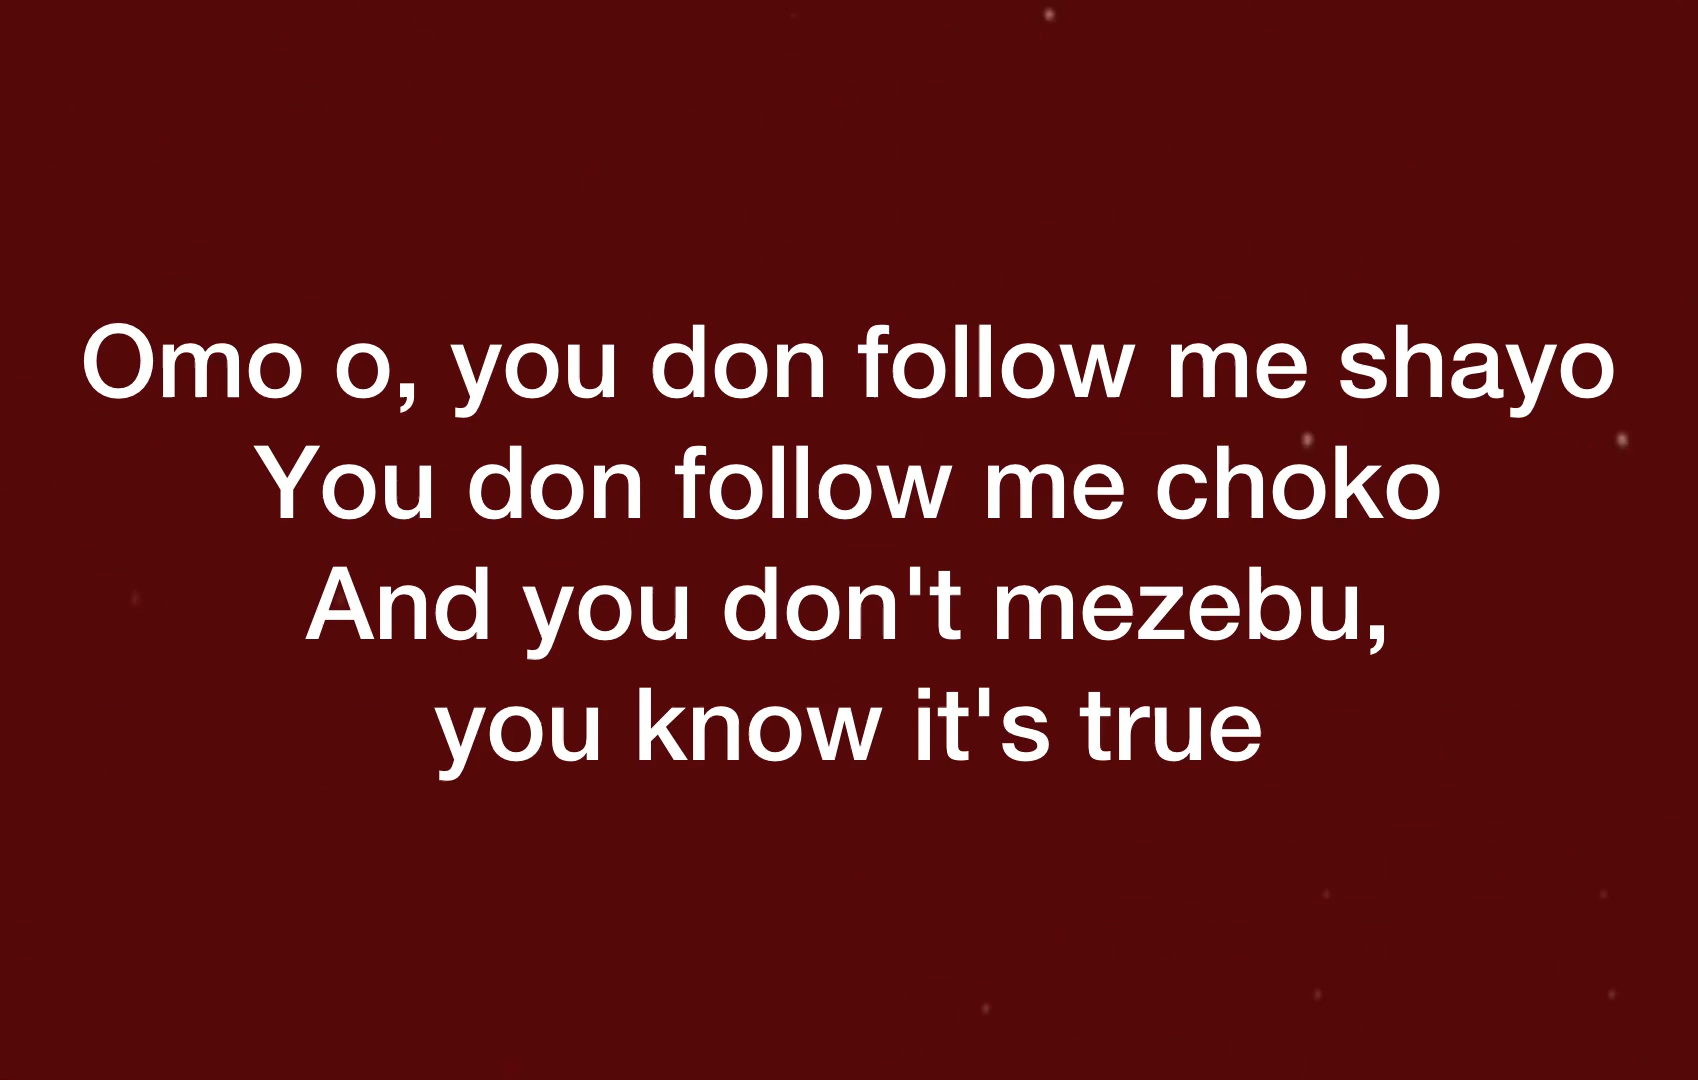 Omo o, you don follow me shayo
You don follow me choko
And you don't mezebu,
you know it's true